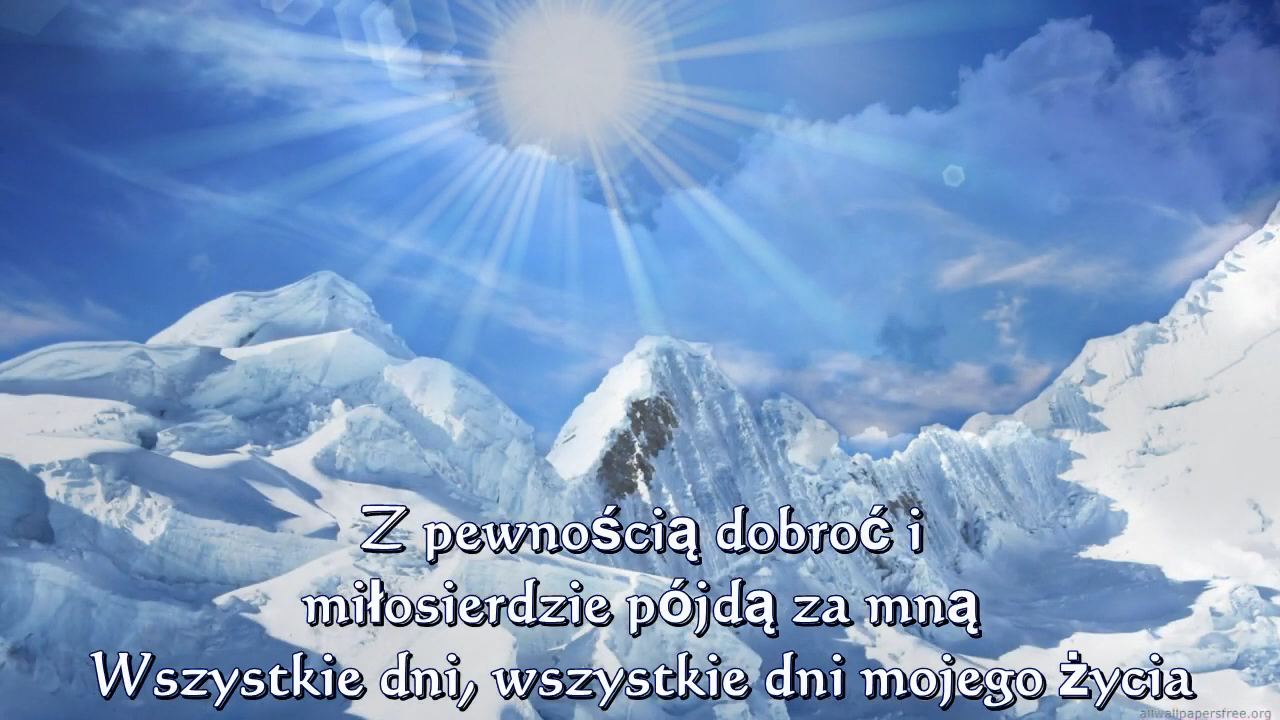 Z pewnością dobroć i
miłosierdzie pójdą za mną
Wszystkie dni, wszystkie dni mojego życia
allwallpapersfree.org